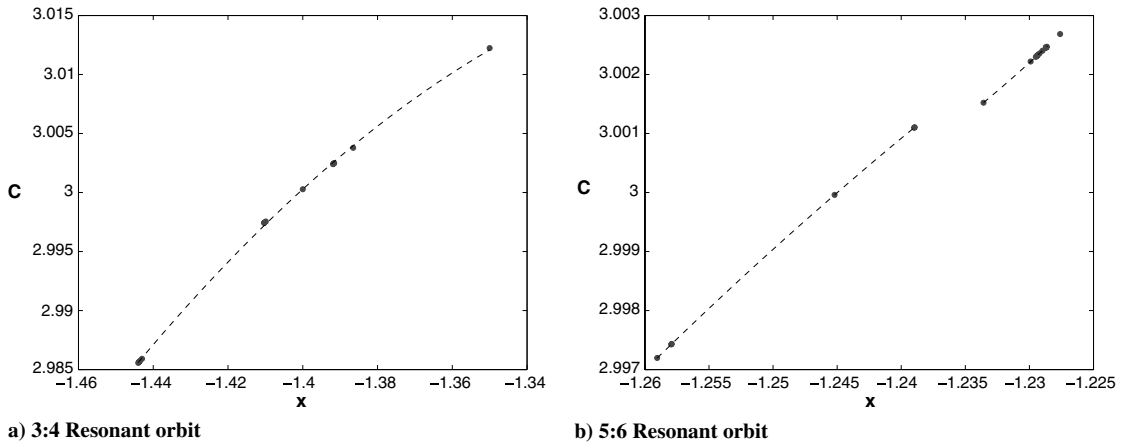 3.015
3.01
3.005
3
2.995
2.99
2.985
C
−1.46 −1.44 −1.42 −1.4 −1.38 −1.36 −1.34
x
a) 3:4 Resonant orbit
3.003
3.002
3.001
3
2.999
2.998
2.997
C
−1.26 −1.255 −1.25 −1.245 −1.24 −1.235 −1.23 −1.225
x
b) 5:6 Resonant orbit